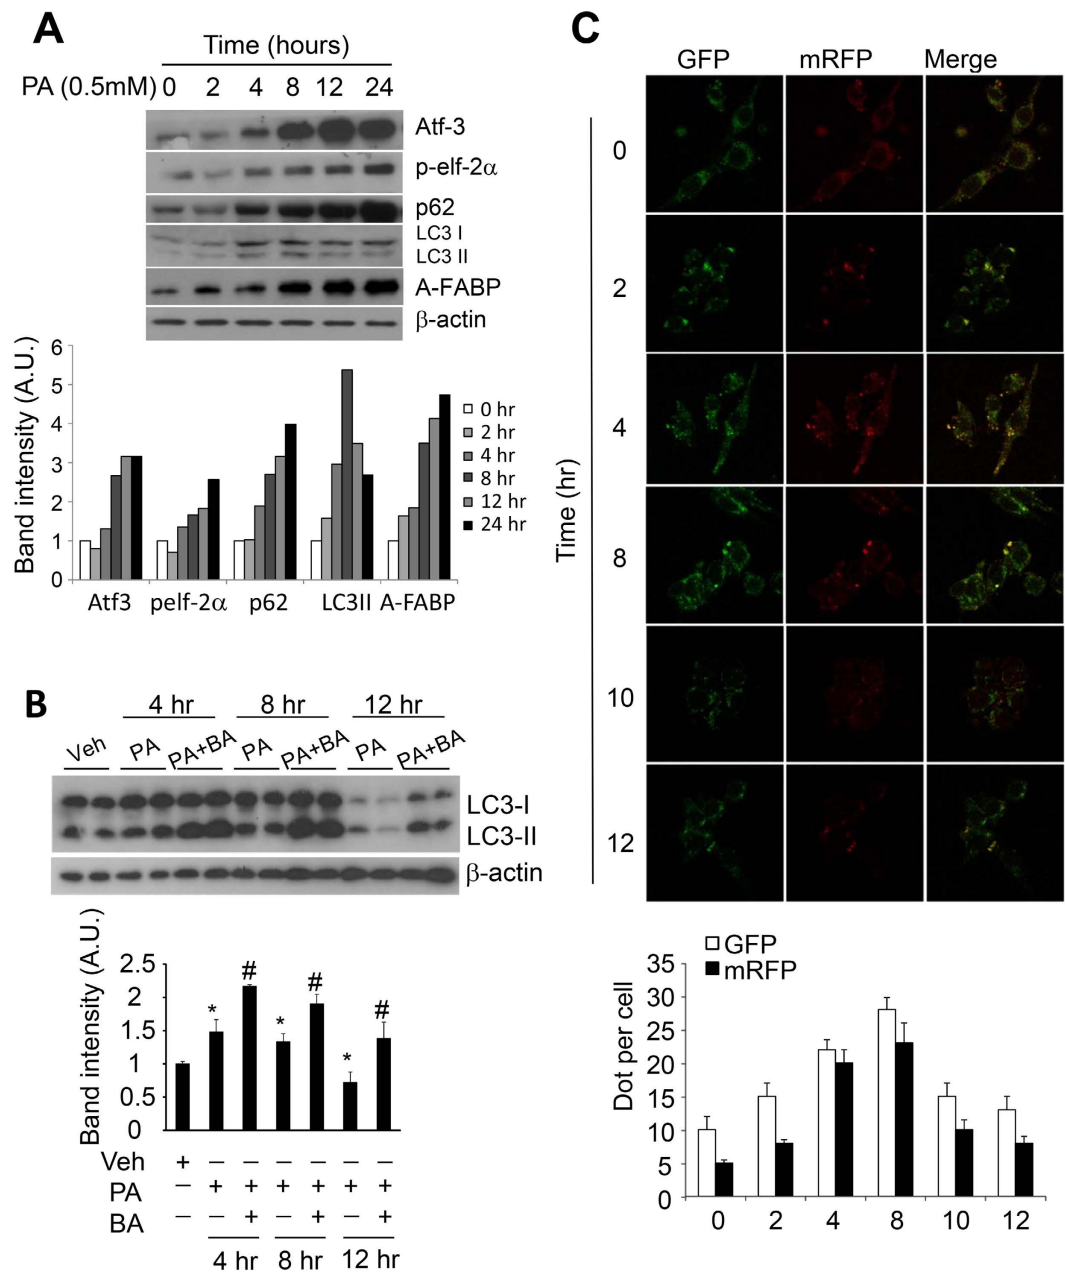 A
Time (hours)
PA (0.5mM) 0 2 4 8 12 24
Atf-3
p-elf-2α
p62
LC3 I
LC3 II
A-FABP
β-actin
Band intensity (A.U.)
6
5
4
3
2
1
0
0 hr
2 hr
4 hr
8 hr
12 hr
24 hr
Atf3 pelf-2α p62 LC3II A-FABP
B
4 hr 8 hr 12 hr
Veh PA PA+BA PA PA+BA PA PA+BA
LC3-I
LC3-II
β-actin
Band intensity (A.U.)
2.5
2
1.5
1
0.5
0
* # * # * #
Veh + − − − − − −
PA − + + + + + +
BA − − + − + − +
4 hr 8 hr 12 hr
C
GFP mRFP Merge
Time (hr)
0
2
4
8
10
12
GFP
mRFP
Dot per cell
35
30
25
20
15
10
5
0
0 2 4 8 10 12